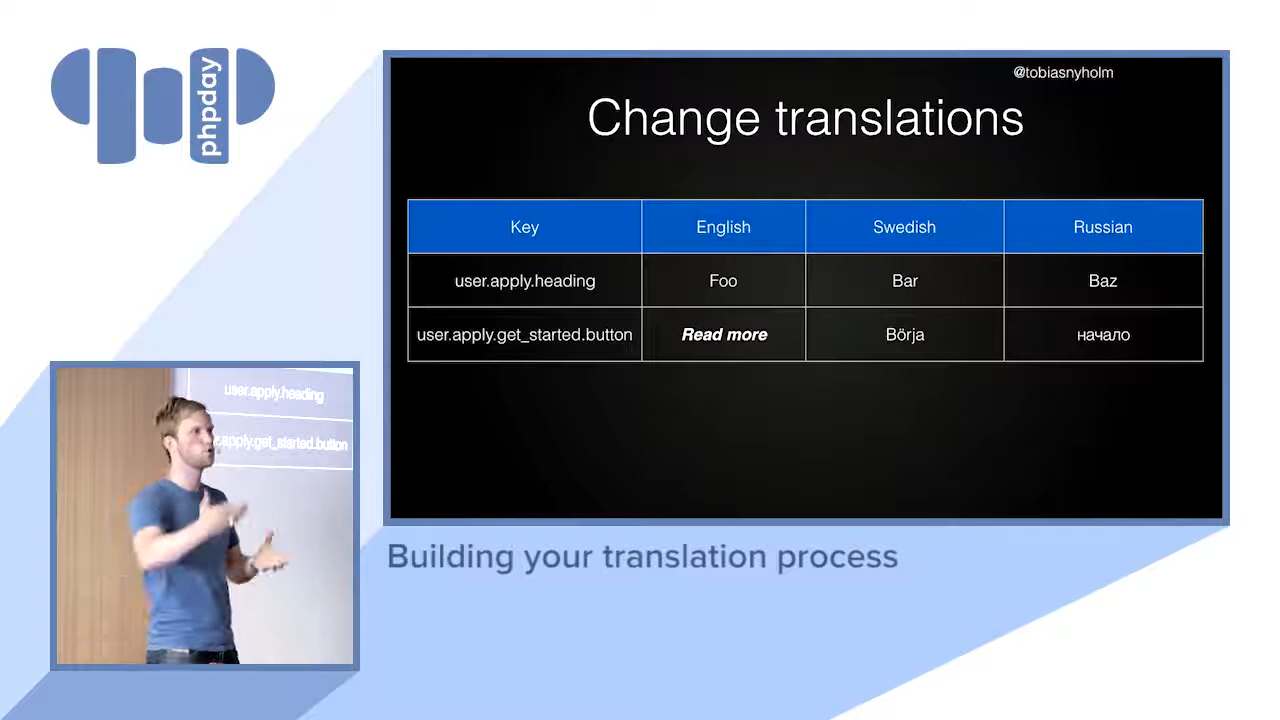 phpday
@tobiasnyholm
Change translations
Key English Swedish Russian
user.apply.heading Foo Bar Baz
user.apply.get_started.button Read more Börja начало
user.apply.heading
.apply.get_started.button
Building your translation process